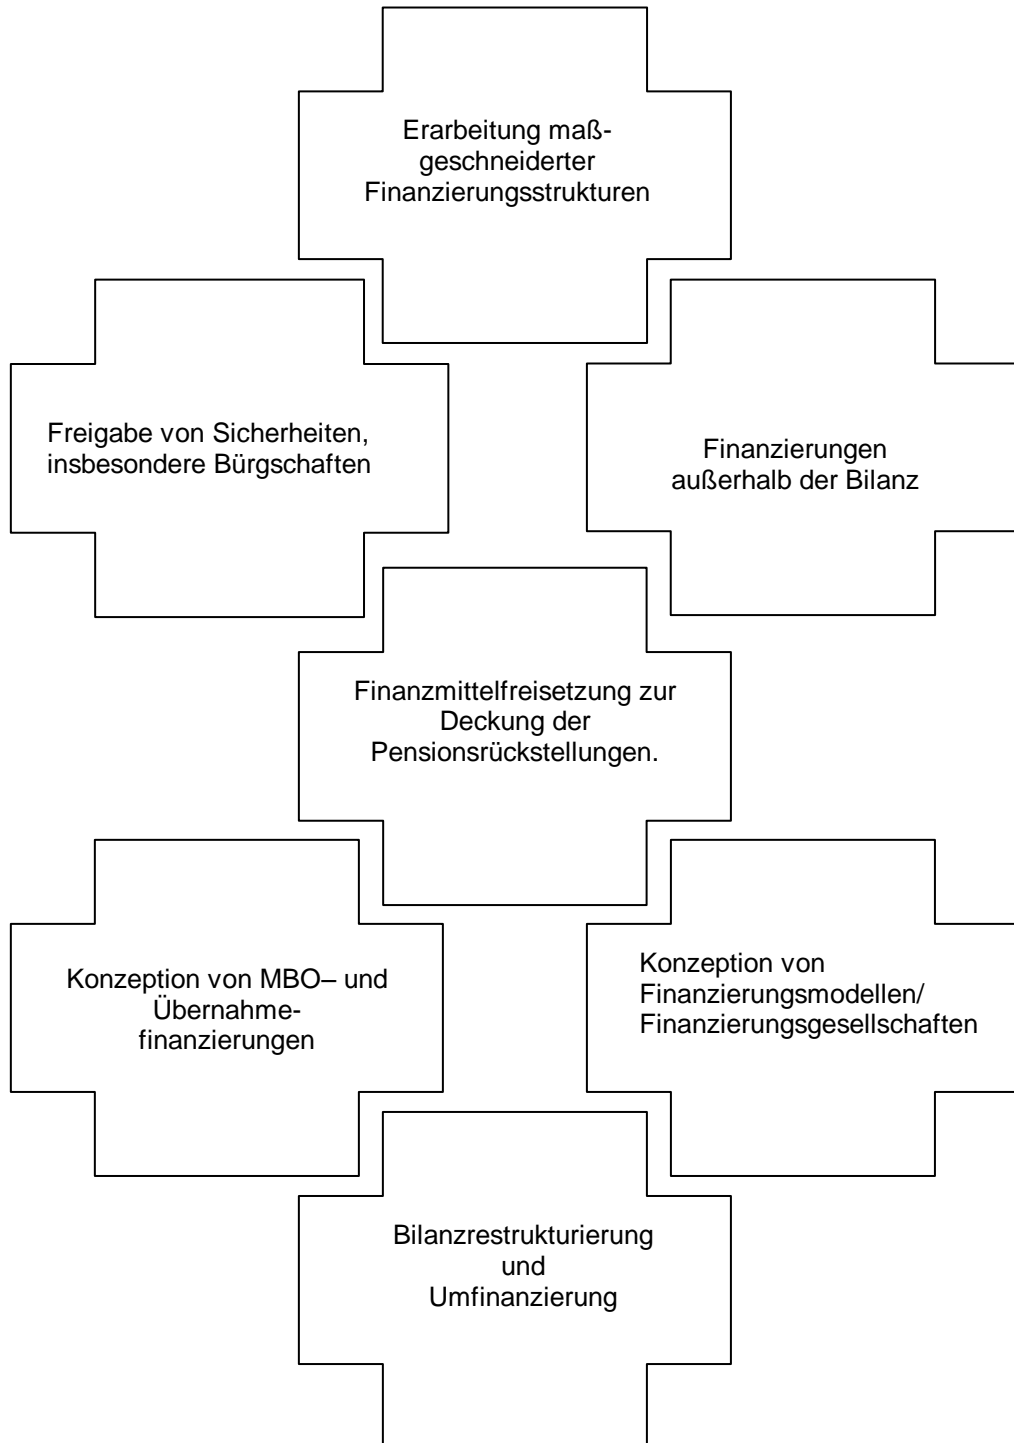 Erarbeitung maß-
geschneiderter
Finanzierungsstrukturen
Freigabe von Sicherheiten,
insbesondere Bürgschaften
Finanzierungen
außerhalb der Bilanz
Finanzmittelfreisetzung zur
Deckung der
Pensionsrückstellungen.
Konzeption von MBO– und
Übernahme-
finanzierungen
Konzeption von
Finanzierungsmodellen/
Finanzierungsgesellschaften
Bilanzrestrukturierung
und
Umfinanzierung